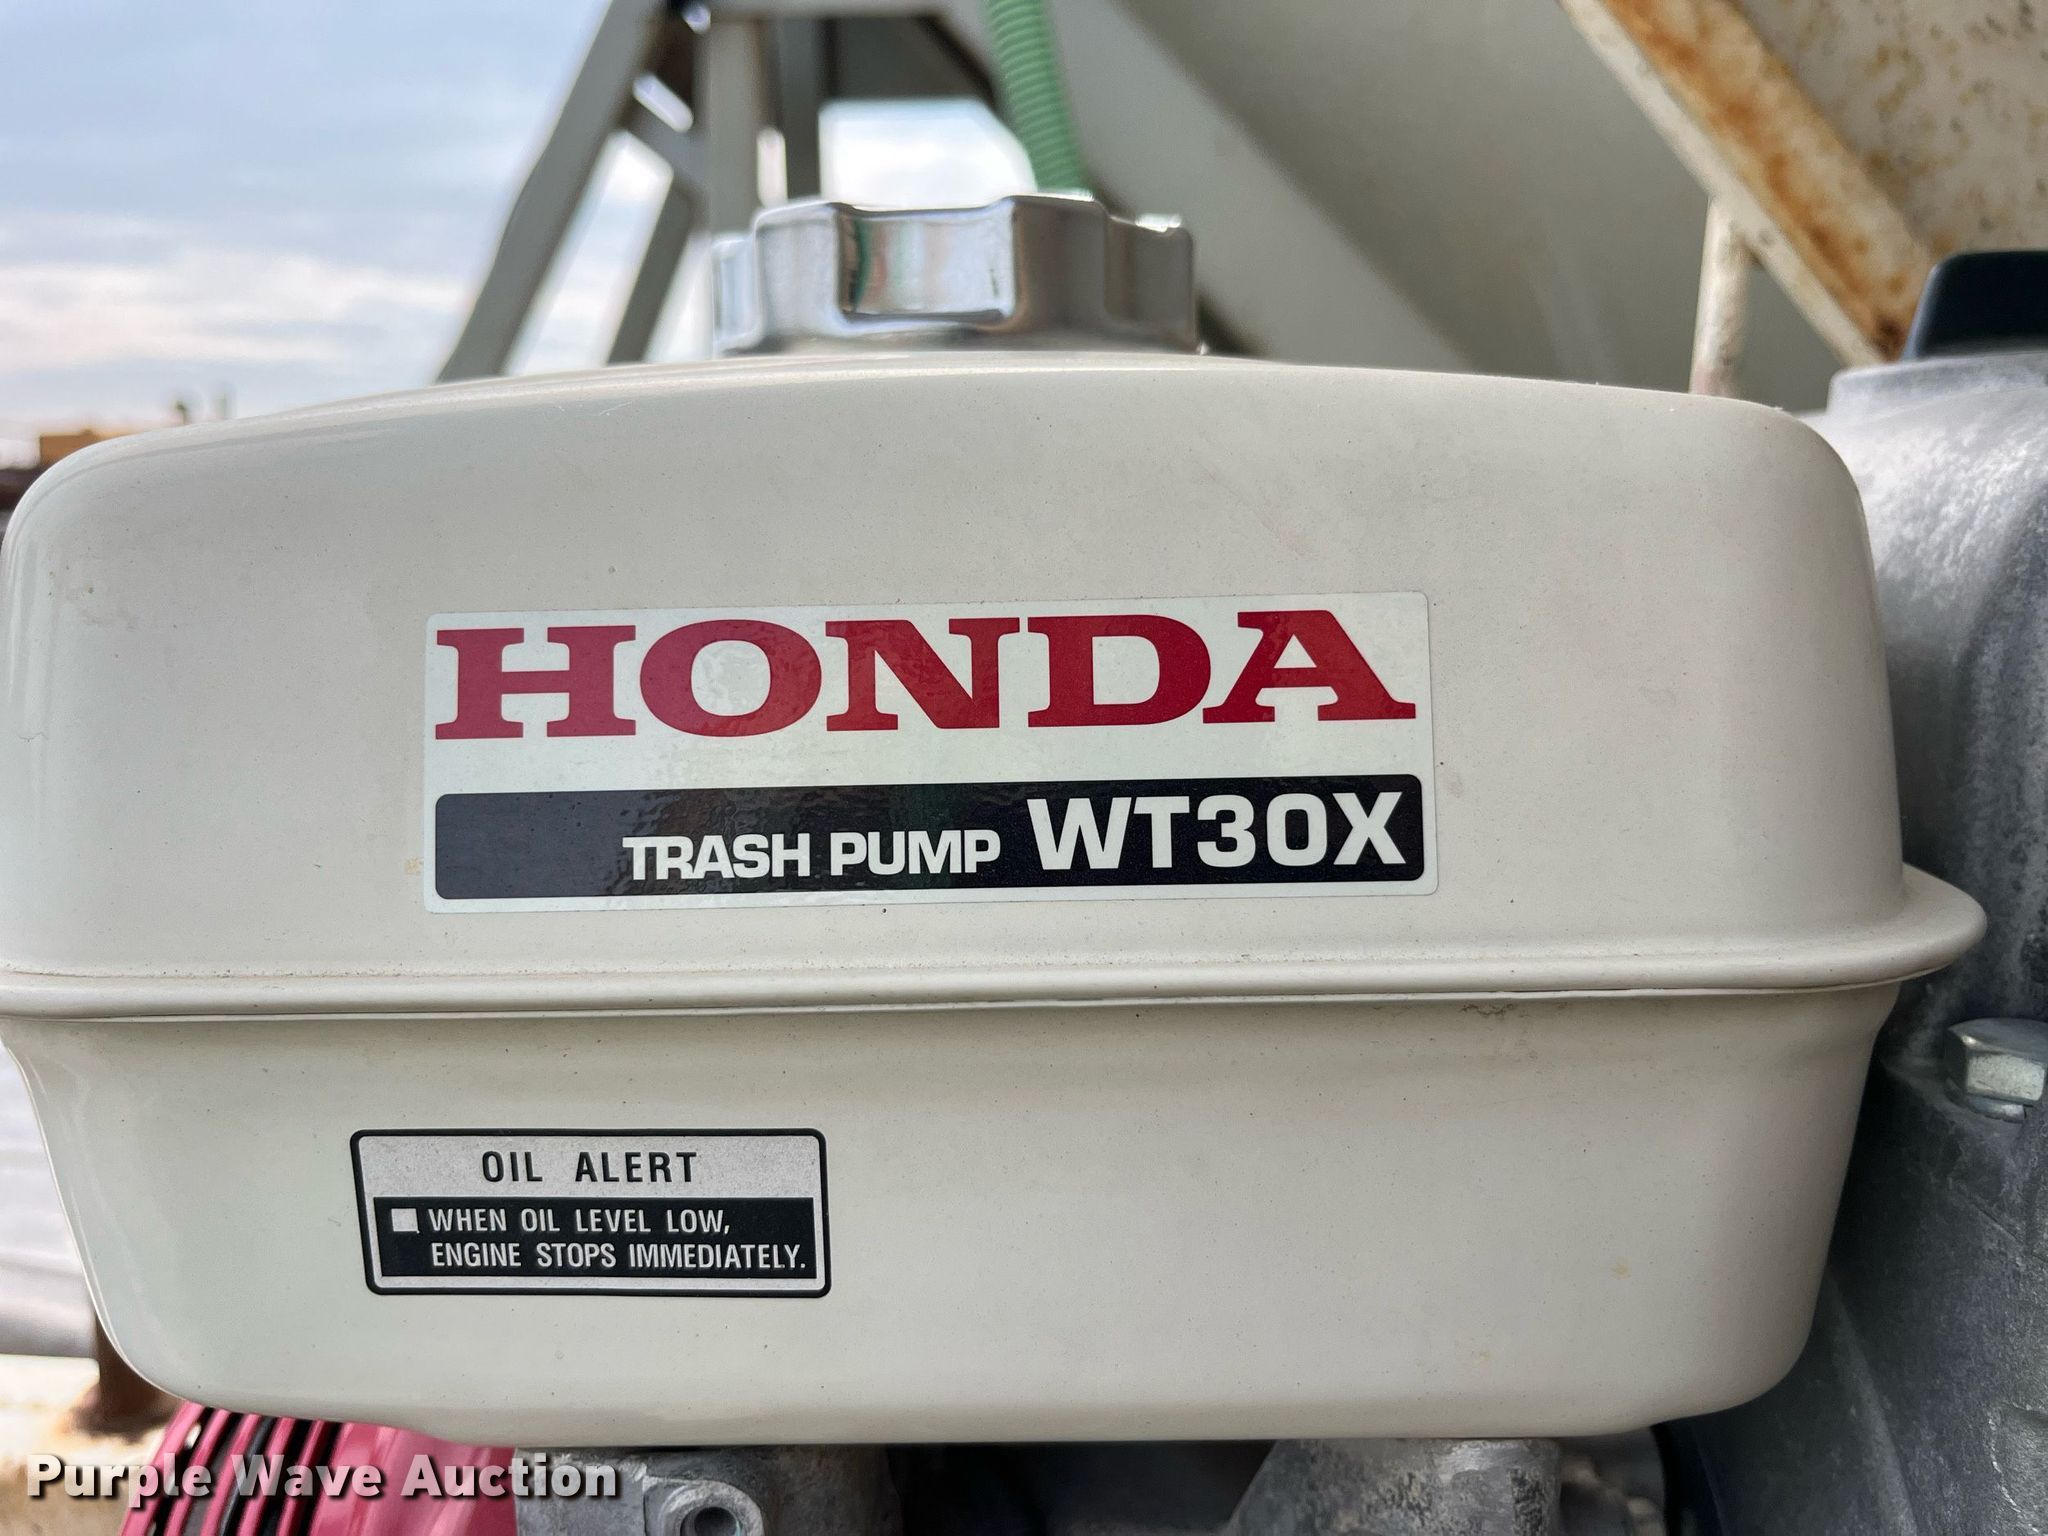 HONDA
TRASH PUMP WT30X
OIL ALERT
WHEN OIL LEVEL LOW,
ENGINE STOPS IMMEDIATELY.
Purple Wave Auction